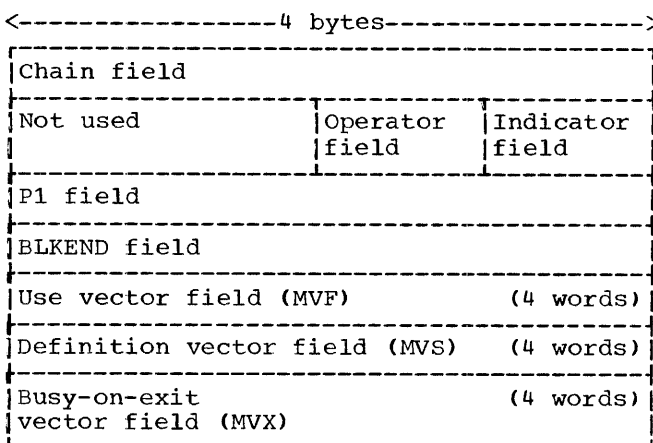 <-----------------4 bytes----------------->
Chain field
Not used Operator field Indicator field
P1 field
BLKEND field
Use vector field (MVF) (4 words)
Definition vector field (MVS) (4 words)
Busy-on-exit (4 words)
vector field (MVX)